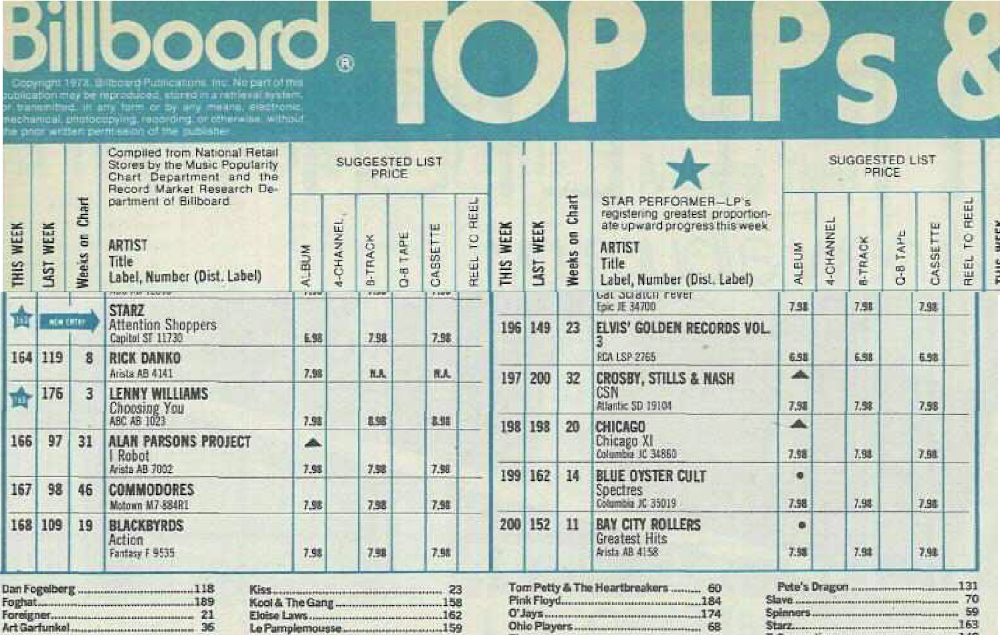 Billboard®
TOP LPs &
Copyright 1978, Billboard Publications, Inc. No part of this
publication may be reproduced, stored in a retrieval system,
or transmitted, in any form or by any means, electronic,
mechanical, photocopying, recording, or otherwise, without
the prior written permission of the publisher.
THIS WEEK
LAST WEEK
Weeks on Chart
Compiled from National Retail
Stores by the Music Popularity
Chart Department and the
Record Market Research De-
partment of Billboard.
ARTIST
Title
Label, Number (Dist. Label)
SUGGESTED LIST
PRICE
ALBUM
4-CHANNEL
8-TRACK
Q-8 TAPE
CASSETTE
REEL TO REEL
163 NEW ENTRY STARZ
Attention Shoppers
Capitol ST 11730 6.98 7.98 7.98
164 119 8 RICK DANKO
Arista AB 4141 7.98 N.A. N.A.
165 176 3 LENNY WILLIAMS
Choosing You
ABC AB 1023 7.98 8.98 8.98
166 97 31 ALAN PARSONS PROJECT
I Robot
Arista AB 7002 7.98 7.98 7.98
167 98 46 COMMODORES
Motown M7-884R1 7.98 7.98 7.98
168 109 19 BLACKBYRDS
Action
Fantasy F 9535 7.98 7.98 7.98
THIS WEEK
LAST WEEK
Weeks on Chart
STAR PERFORMER—LP's
registering greatest proportion-
ate upward progress this week.
ARTIST
Title
Label, Number (Dist. Label)
SUGGESTED LIST
PRICE
ALBUM
4-CHANNEL
8-TRACK
Q-8 TAPE
CASSETTE
REEL TO REEL
THIS WEEK
Cat Scratch Fever
Epic JE 34700 7.98 7.98 7.98
196 149 23 ELVIS' GOLDEN RECORDS VOL.
3
RCA LSP 2765 6.98 6.98 6.98
197 200 32 CROSBY, STILLS & NASH
CSN
Atlantic SD 19104 7.98 7.98 7.98
198 198 20 CHICAGO
Chicago XI
Columbia JC 34860 7.98 7.98 7.98
199 162 14 BLUE OYSTER CULT
Spectres
Columbia JC 35019 7.98 7.98 7.98
200 152 11 BAY CITY ROLLERS
Greatest Hits
Arista AB 4158 7.98 7.98 7.98
Dan Fogelberg 118
Foghat 189
Foreigner 21
Art Garfunkel 36
Kiss 23
Kool & The Gang 158
Eloise Laws 162
Le Pamplemousse 159
Tom Petty & The Heartbreakers 60
Pink Floyd 184
O'Jays 174
Ohio Players 68
Pete's Dragon 131
Slave 70
Spinners 59
Starz 163